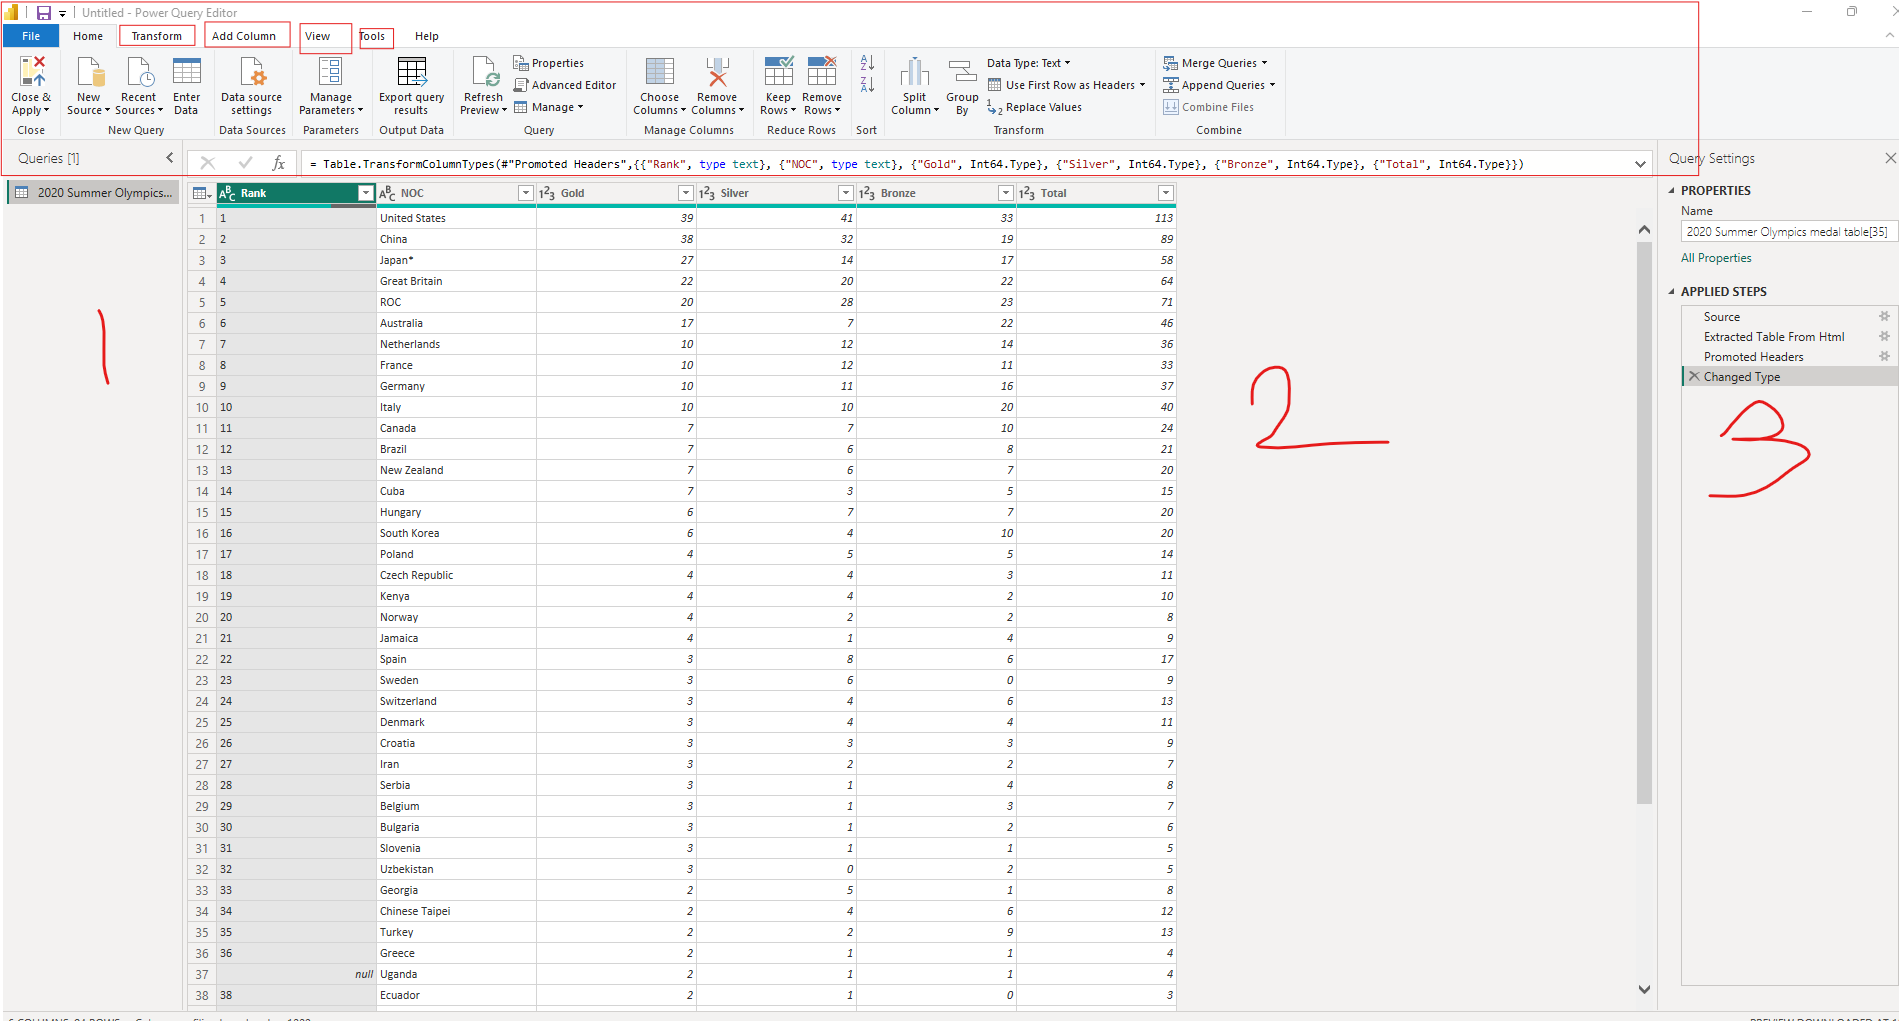 Untitled - Power Query Editor
File Home Transform Add Column View Tools Help
Close & Apply
New Source
Recent Sources
Enter Data
Data source settings
Manage Parameters
Export query results
Refresh Preview
Properties
Advanced Editor
Manage
Choose Columns
Remove Columns
Keep Rows
Remove Rows
A Z
Z A
Split Column
Group By
Data Type: Text
Use First Row as Headers
1 2 Replace Values
Merge Queries
Append Queries
Combine Files
Close New Query Data Sources Parameters Output Data Query Manage Columns Reduce Rows Sort Transform Combine
Queries [1]
fx = Table.TransformColumnTypes(#"Promoted Headers",{{"Rank", type text}, {"NOC", type text}, {"Gold", Int64.Type}, {"Silver", Int64.Type}, {"Bronze", Int64.Type}, {"Total", Int64.Type}})
2020 Summer Olympics...
1
ABC Rank ABC NOC 123 Gold 123 Silver 123 Bronze 123 Total
1 1 United States 39 41 33 113
2 2 China 38 32 19 89
3 3 Japan* 27 14 17 58
4 4 Great Britain 22 20 22 64
5 5 ROC 20 28 23 71
6 6 Australia 17 7 22 46
7 7 Netherlands 10 12 14 36
8 8 France 10 12 11 33
9 9 Germany 10 11 16 37
10 10 Italy 10 10 20 40
11 11 Canada 7 7 10 24
12 12 Brazil 7 6 8 21
13 13 New Zealand 7 6 7 20
14 14 Cuba 7 3 5 15
15 15 Hungary 6 7 7 20
16 16 South Korea 6 4 10 20
17 17 Poland 4 5 5 14
18 18 Czech Republic 4 4 3 11
19 19 Kenya 4 4 2 10
20 20 Norway 4 2 2 8
21 21 Jamaica 4 1 4 9
22 22 Spain 3 8 6 17
23 23 Sweden 3 6 0 9
24 24 Switzerland 3 4 6 13
25 25 Denmark 3 4 4 11
26 26 Croatia 3 3 3 9
27 27 Iran 3 2 2 7
28 28 Serbia 3 1 4 8
29 29 Belgium 3 1 3 7
30 30 Bulgaria 3 1 2 6
31 31 Slovenia 3 1 1 5
32 32 Uzbekistan 3 0 2 5
33 33 Georgia 2 5 1 8
34 34 Chinese Taipei 2 4 6 12
35 35 Turkey 2 2 9 13
36 36 Greece 2 1 1 4
37 null Uganda 2 1 1 4
38 38 Ecuador 2 1 0 3
2
Query Settings
PROPERTIES
Name
2020 Summer Olympics medal table[35]
All Properties
APPLIED STEPS
Source
Extracted Table From Html
Promoted Headers
Changed Type
3